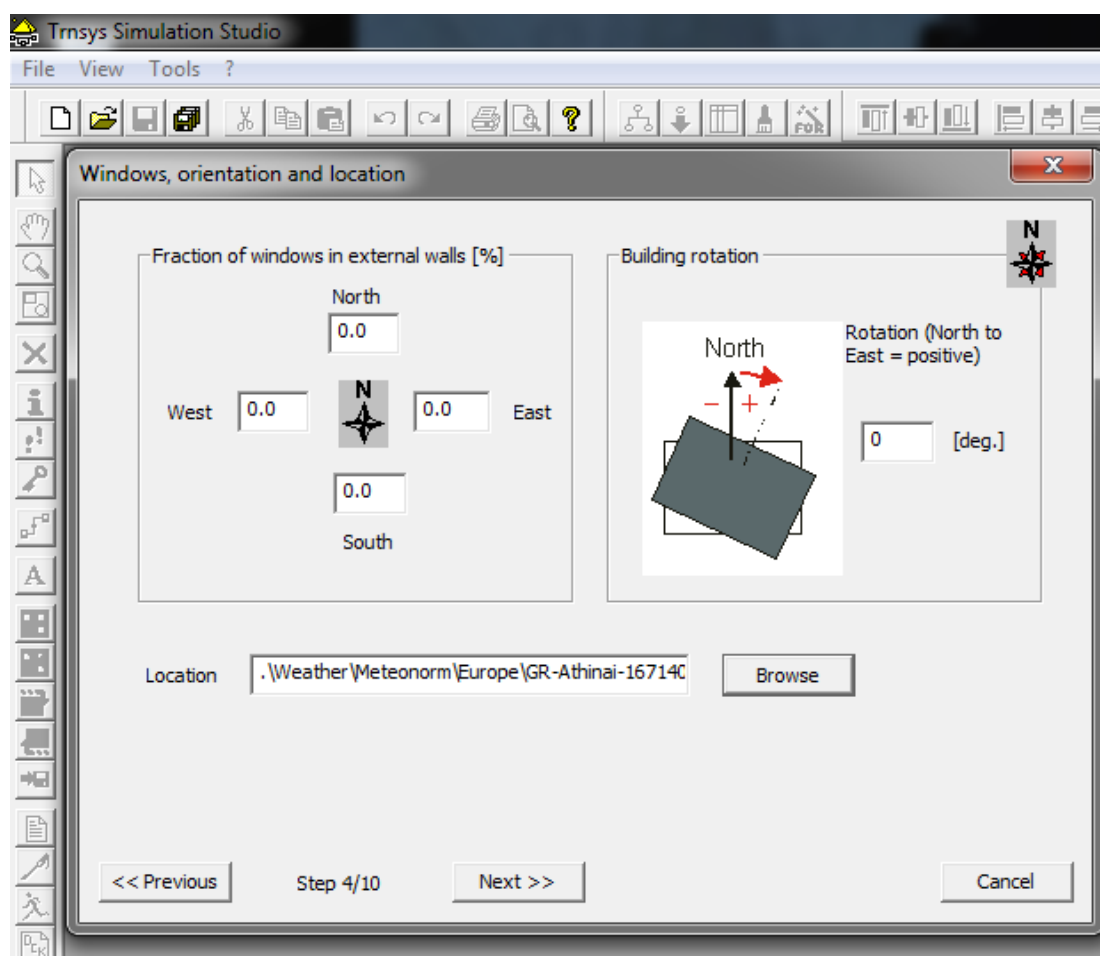 Trnsys Simulation Studio
File View Tools ?
FOR
Windows, orientation and location
Fraction of windows in external walls [%]
North
0.0
West
0.0
N
0.0
East
0.0
South
Building rotation
N
North
- +
Rotation (North to
East = positive)
0
[deg.]
Location
.\Weather\Meteonorm\Europe\GR-Athinai-167140
Browse
<< Previous
Step 4/10
Next >>
Cancel
A
DCK